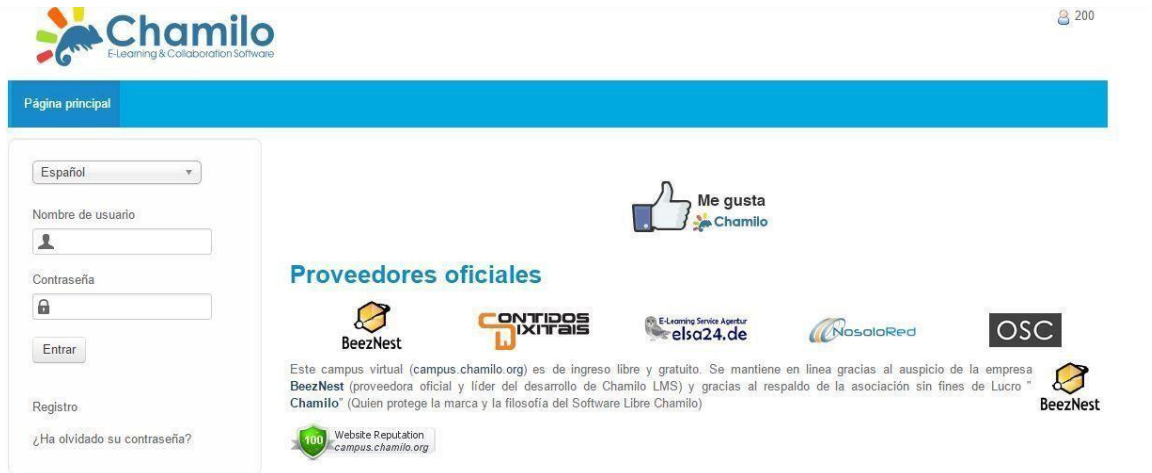 Chamilo
E-Learning & Collaboration Software
200
Página principal
Español
Nombre de usuario
Contraseña
Entrar
Registro
¿Ha olvidado su contraseña?
Me gusta
Chamilo
Proveedores oficiales
BeezNest
CONTIDOS
DIXITAIS
E-Learning Service Agentur
elsa24.de
NosoloRed
OSC
Este campus virtual (campus.chamilo.org) es de ingreso libre y gratuito. Se mantiene en linea gracias al auspicio de la empresa
BeezNest (proveedora oficial y líder del desarrollo de Chamilo LMS) y gracias al respaldo de la asociación sin fines de Lucro "
Chamilo" (Quien protege la marca y la filosofía del Software Libre Chamilo)
BeezNest
100
Website Reputation
campus.chamilo.org